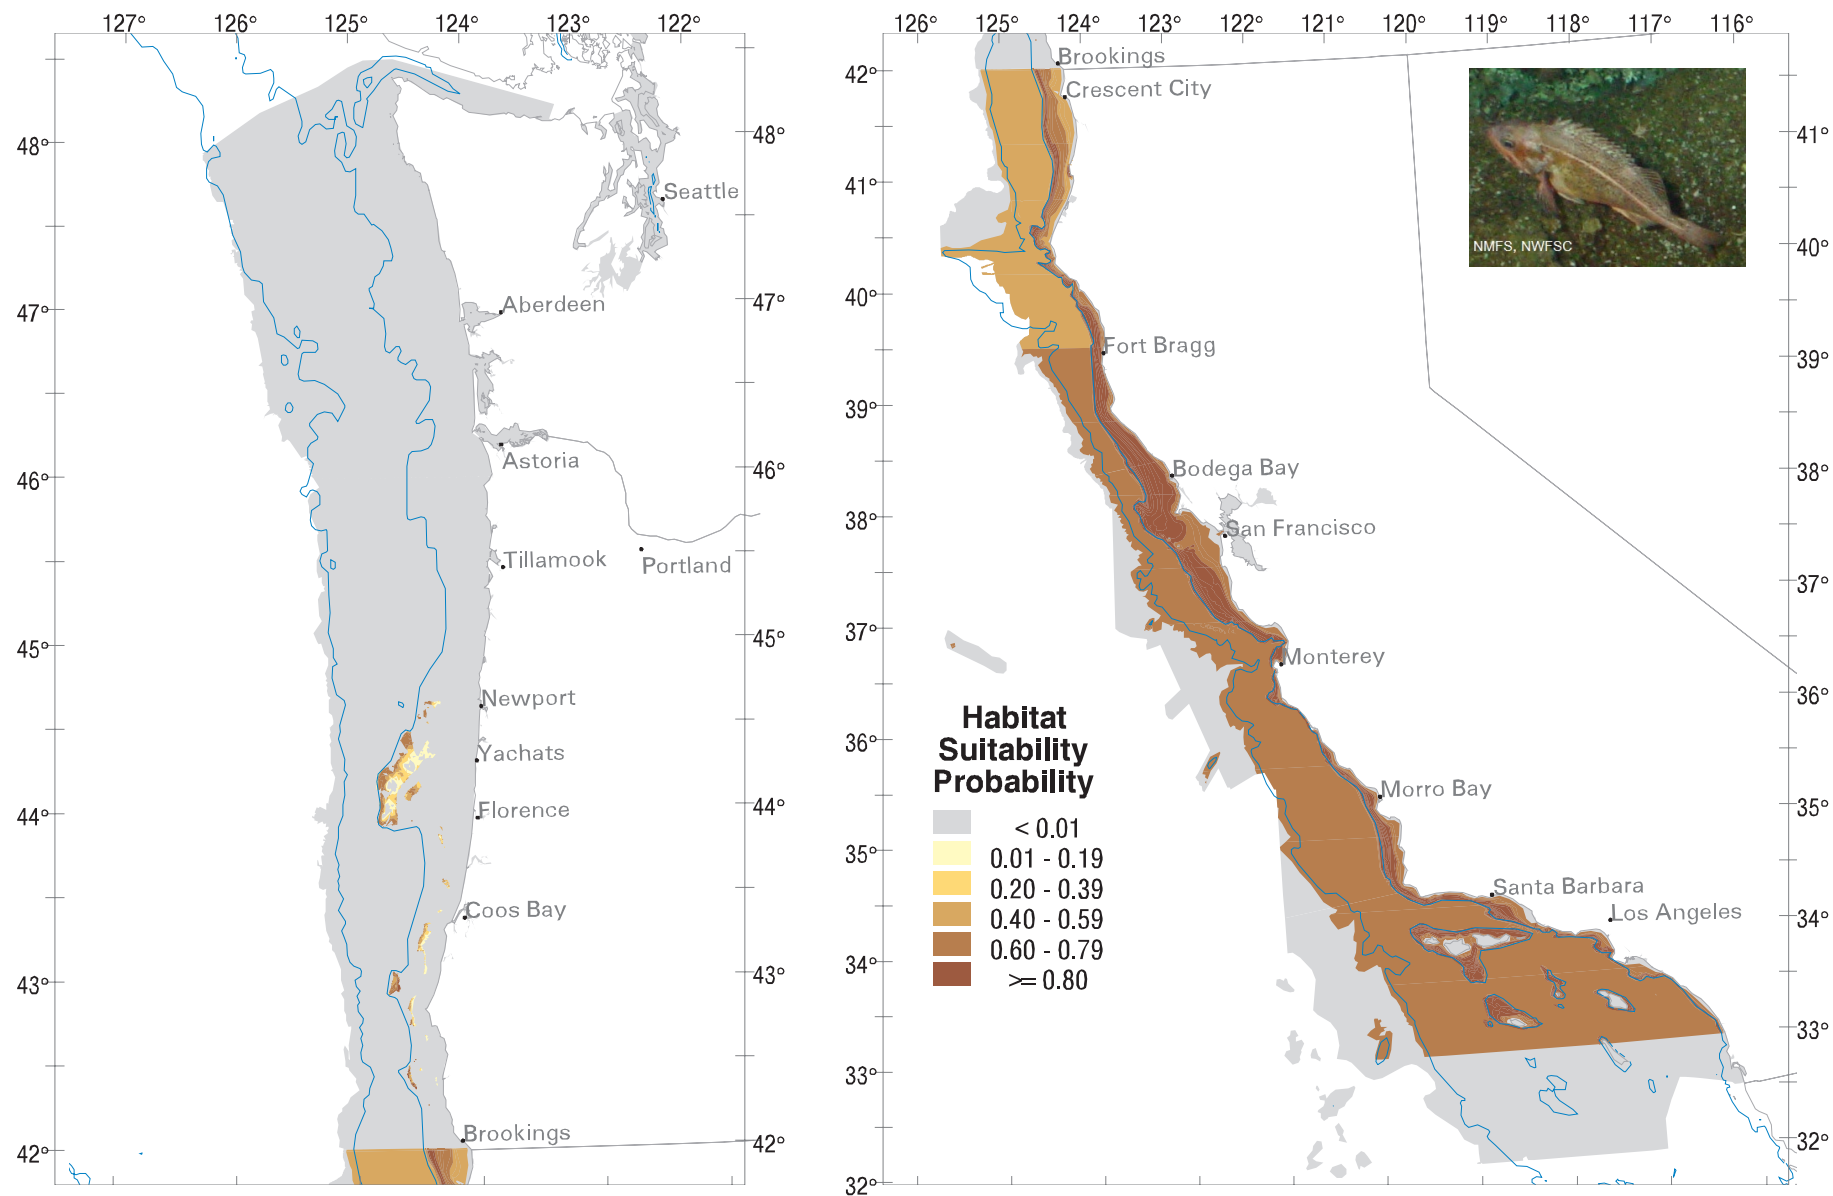 127°
125°
125°
124°
123°
122°
48°
47°
46°
45°
44°
43°
42°
48°
47°
46°
45°
44°
43°
42°
Seattle
Aberdeen
Astoria
Tillamook
Portland
Newport
Yachats
Florence
Coos Bay
Brookings
126°
125°
124°
123°
122°
121°
120°
119°
118°
117°
116°
42°
41°
40°
39°
38°
37°
36°
35°
34°
33°
32°
41°
40°
39°
38°
37°
36°
35°
34°
33°
32°
Brookings
Crescent City
Fort Bragg
Bodega Bay
San Francisco
Monterey
Morro Bay
Santa Barbara
Los Angeles
NMFS, NWFSC
Habitat
Suitability
Probability
< 0.01
0.01 - 0.19
0.20 - 0.39
0.40 - 0.59
0.60 - 0.79
>= 0.80